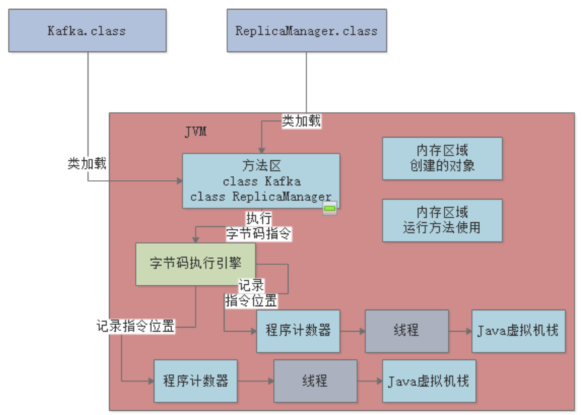 Kafka.class
ReplicaManager.class
JVM
类加载
类加载
方法区
class Kafka
class ReplicaManager
内存区域
创建的对象
内存区域
运行方法使用
执行
字节码指令
字节码执行引擎
记录
指令位置
记录指令位置
程序计数器
线程
Java虚拟机栈
程序计数器
线程
Java虚拟机栈